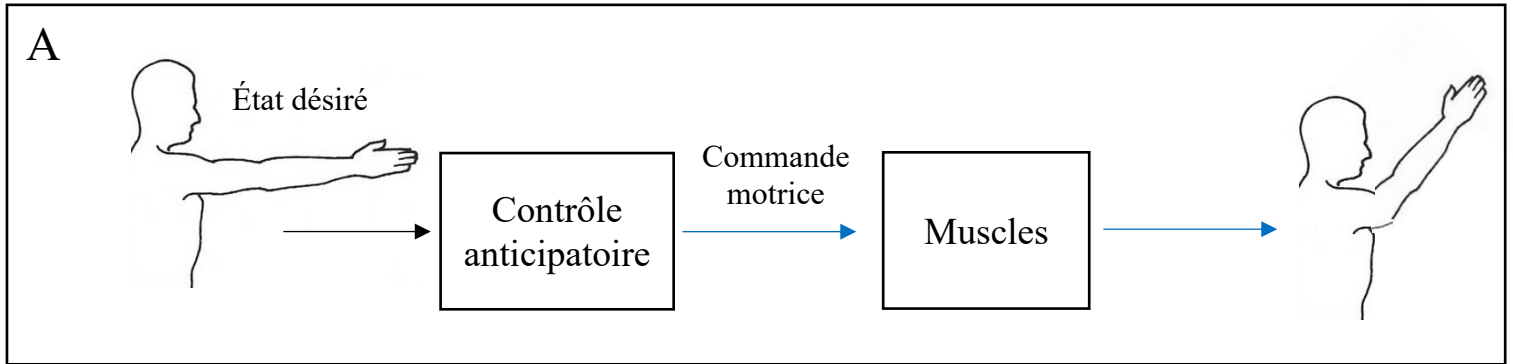 A
État désiré
Commande
motrice
Contrôle
anticipatoire
Muscles